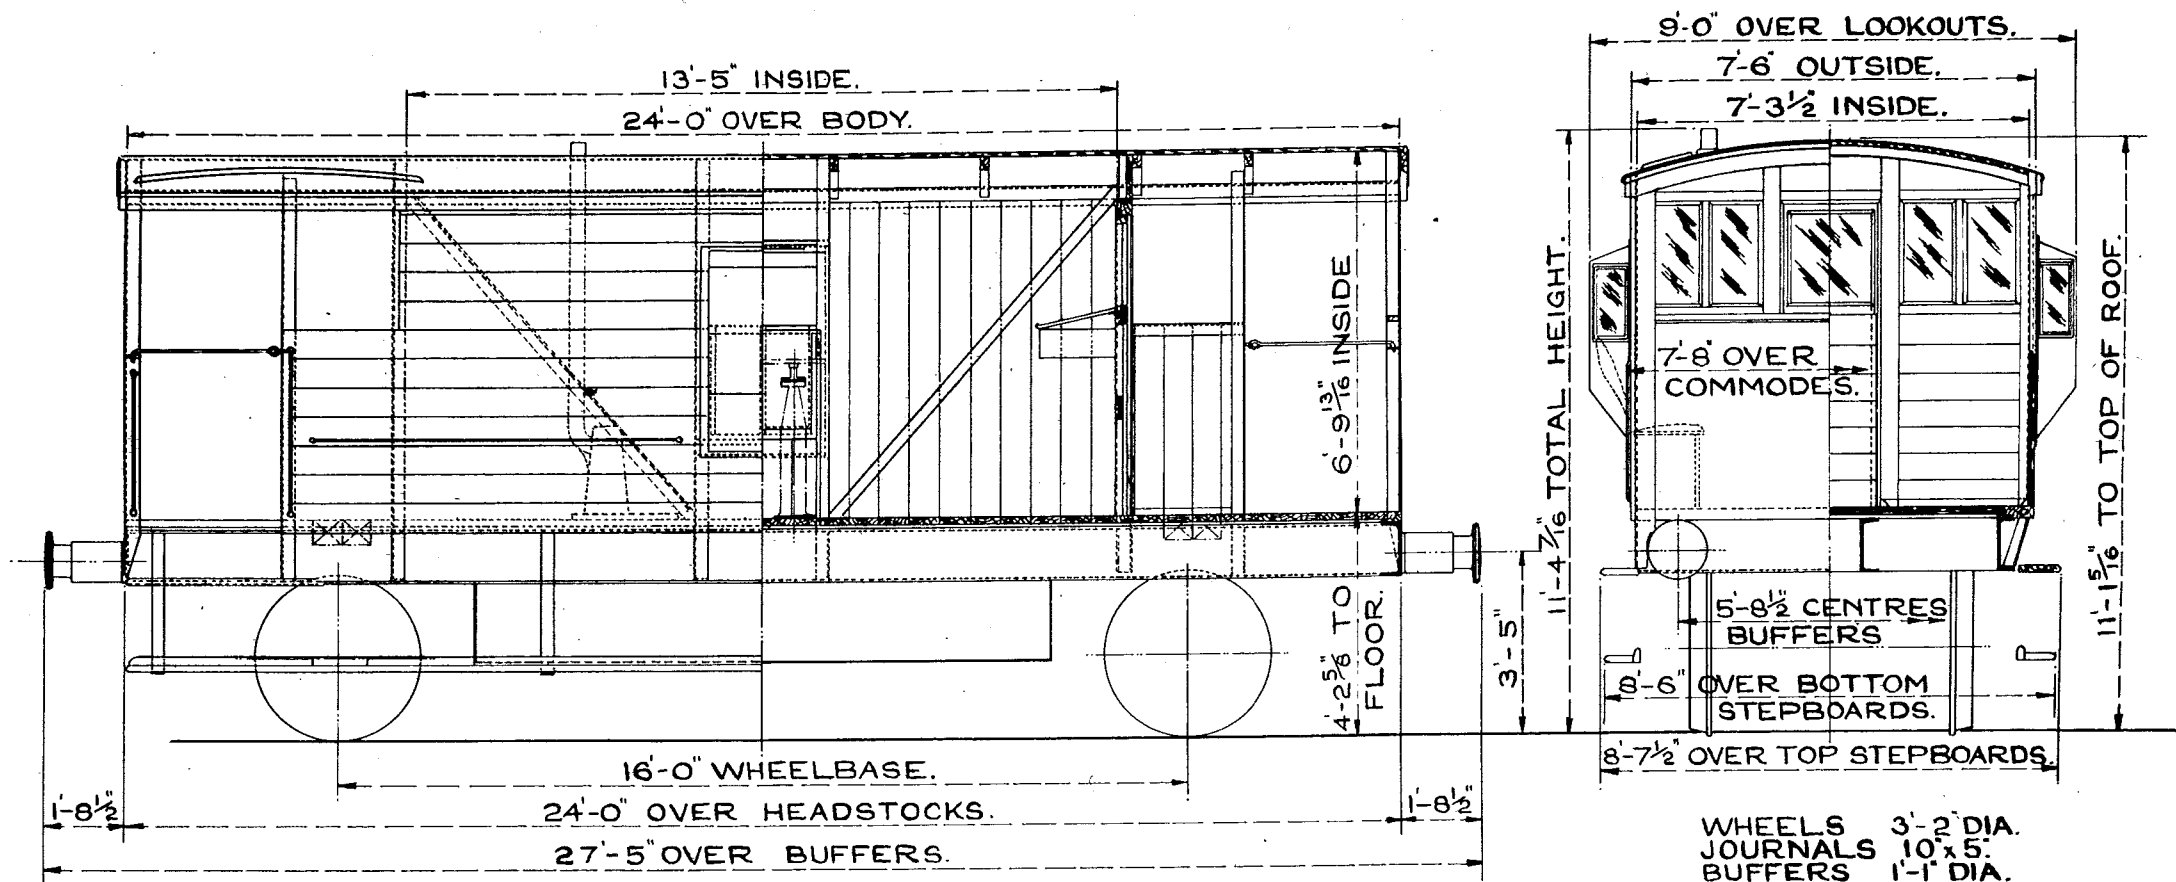 13'-5" INSIDE.
24'-0" OVER BODY.
6'-9 13/16" INSIDE
4'-2 5/8" TO
FLOOR.
3'-5"
16'-0" WHEELBASE.
1'-8½"
24'-0" OVER HEADSTOCKS.
1'-8½"
27'-5" OVER BUFFERS.
9'-0" OVER LOOKOUTS.
7'-6" OUTSIDE.
7'-3½" INSIDE.
11'-4 7/16" TOTAL HEIGHT.
7'-8" OVER
COMMODES.
11'-1 5/16" TO TOP OF ROOF.
5'-8½" CENTRES
BUFFERS
8'-6" OVER BOTTOM
STEPBOARDS.
8'-7½" OVER TOP STEPBOARDS.
WHEELS 3'-2" DIA.
JOURNALS 10" x 5".
BUFFERS 1'-1" DIA.